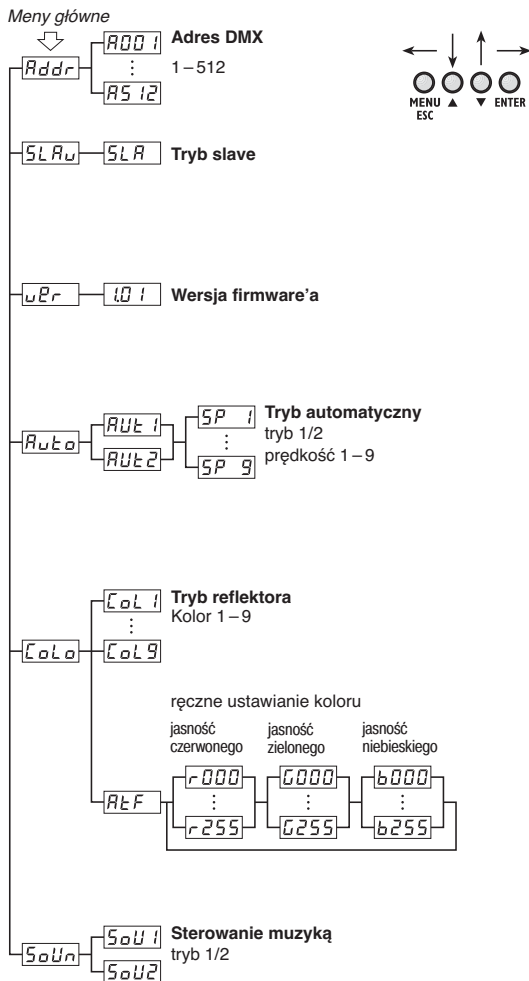 Meny główne
Addr
A001
⋮
A512
Adres DMX
1–512
MENU ESC ▲ ▼ ENTER
SLAv
SLA
Tryb slave
vEr
1.01
Wersja firmware'a
Auto
AUt1
AUt2
SP 1
⋮
SP 9
Tryb automatyczny
tryb 1/2
prędkość 1–9
CoLo
CoL1
⋮
CoL9
Tryb reflektora
Kolor 1–9
ręczne ustawianie koloru
jasność czerwonego
jasność zielonego
jasność niebieskiego
AtF
r000
⋮
r255
G000
⋮
G255
b000
⋮
b255
SoUn
SoU1
SoU2
Sterowanie muzyką
tryb 1/2